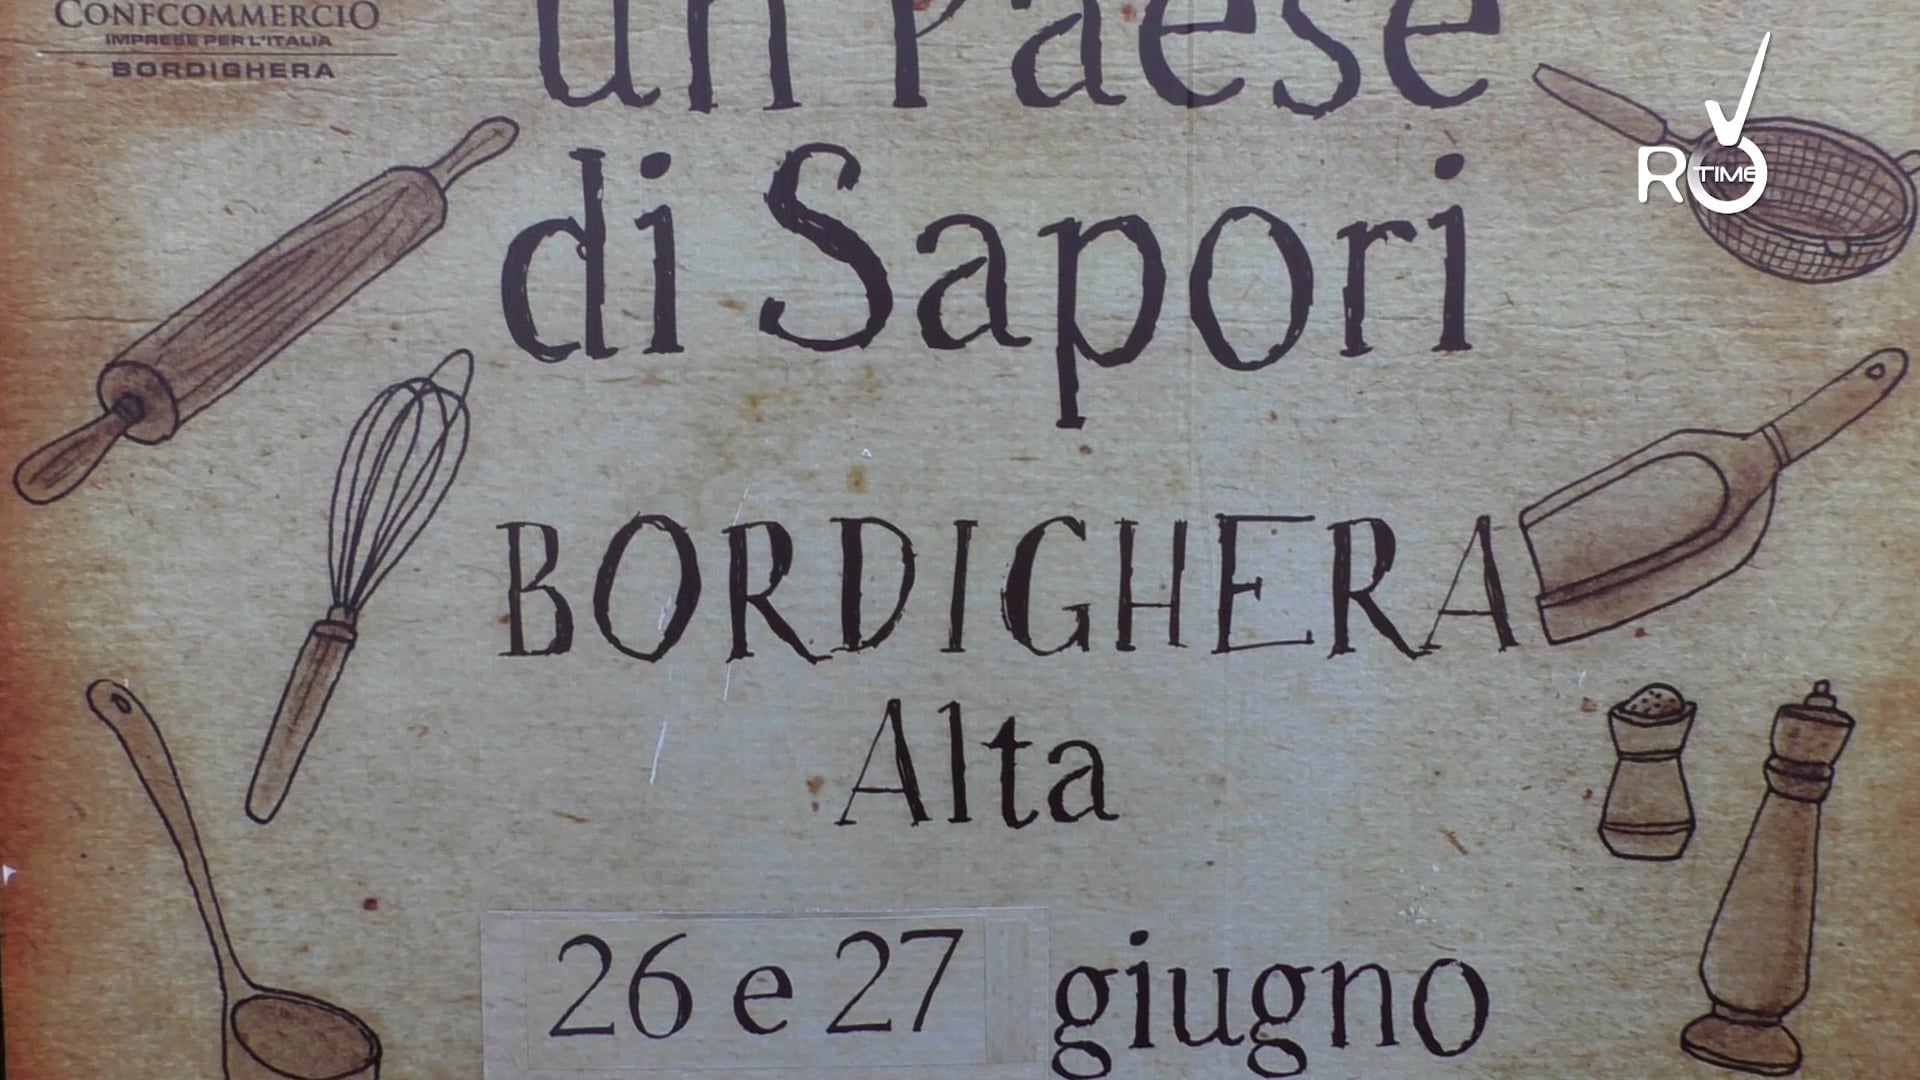 CONFCOMMERCIO
IMPRESE PER L'ITALIA
BORDIGHERA
un Paese
di Sapori
RO TIME
BORDIGHERA
Alta
26 e 27 giugno